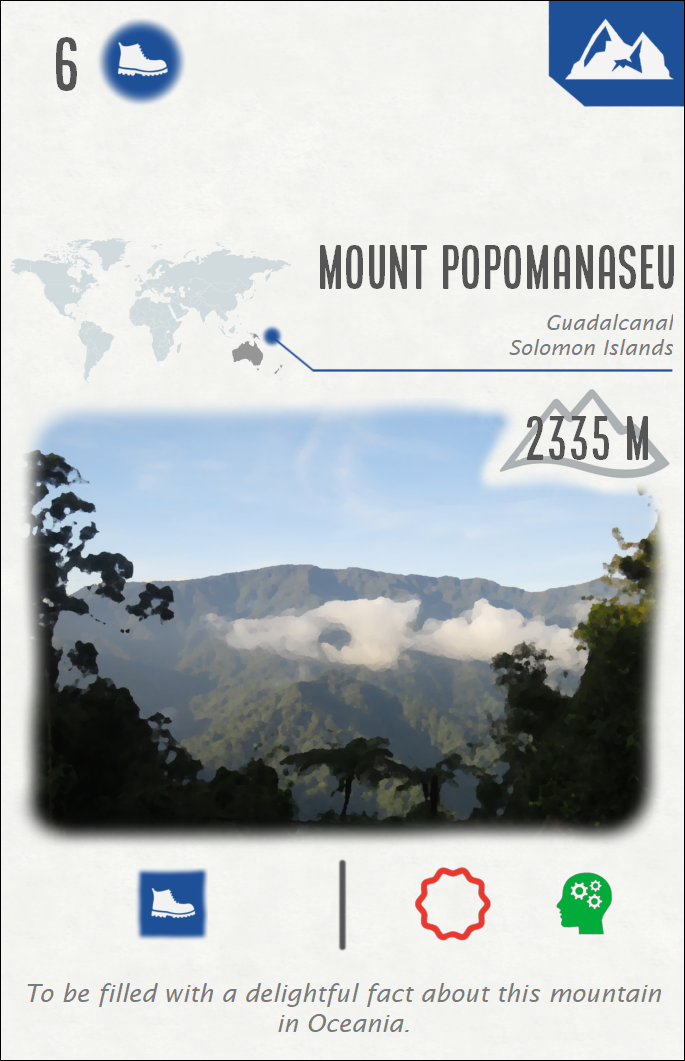 6
MOUNT POPOMANASEU
Guadalcanal
Solomon Islands
2335 M
To be filled with a delightful fact about this mountain
in Oceania.